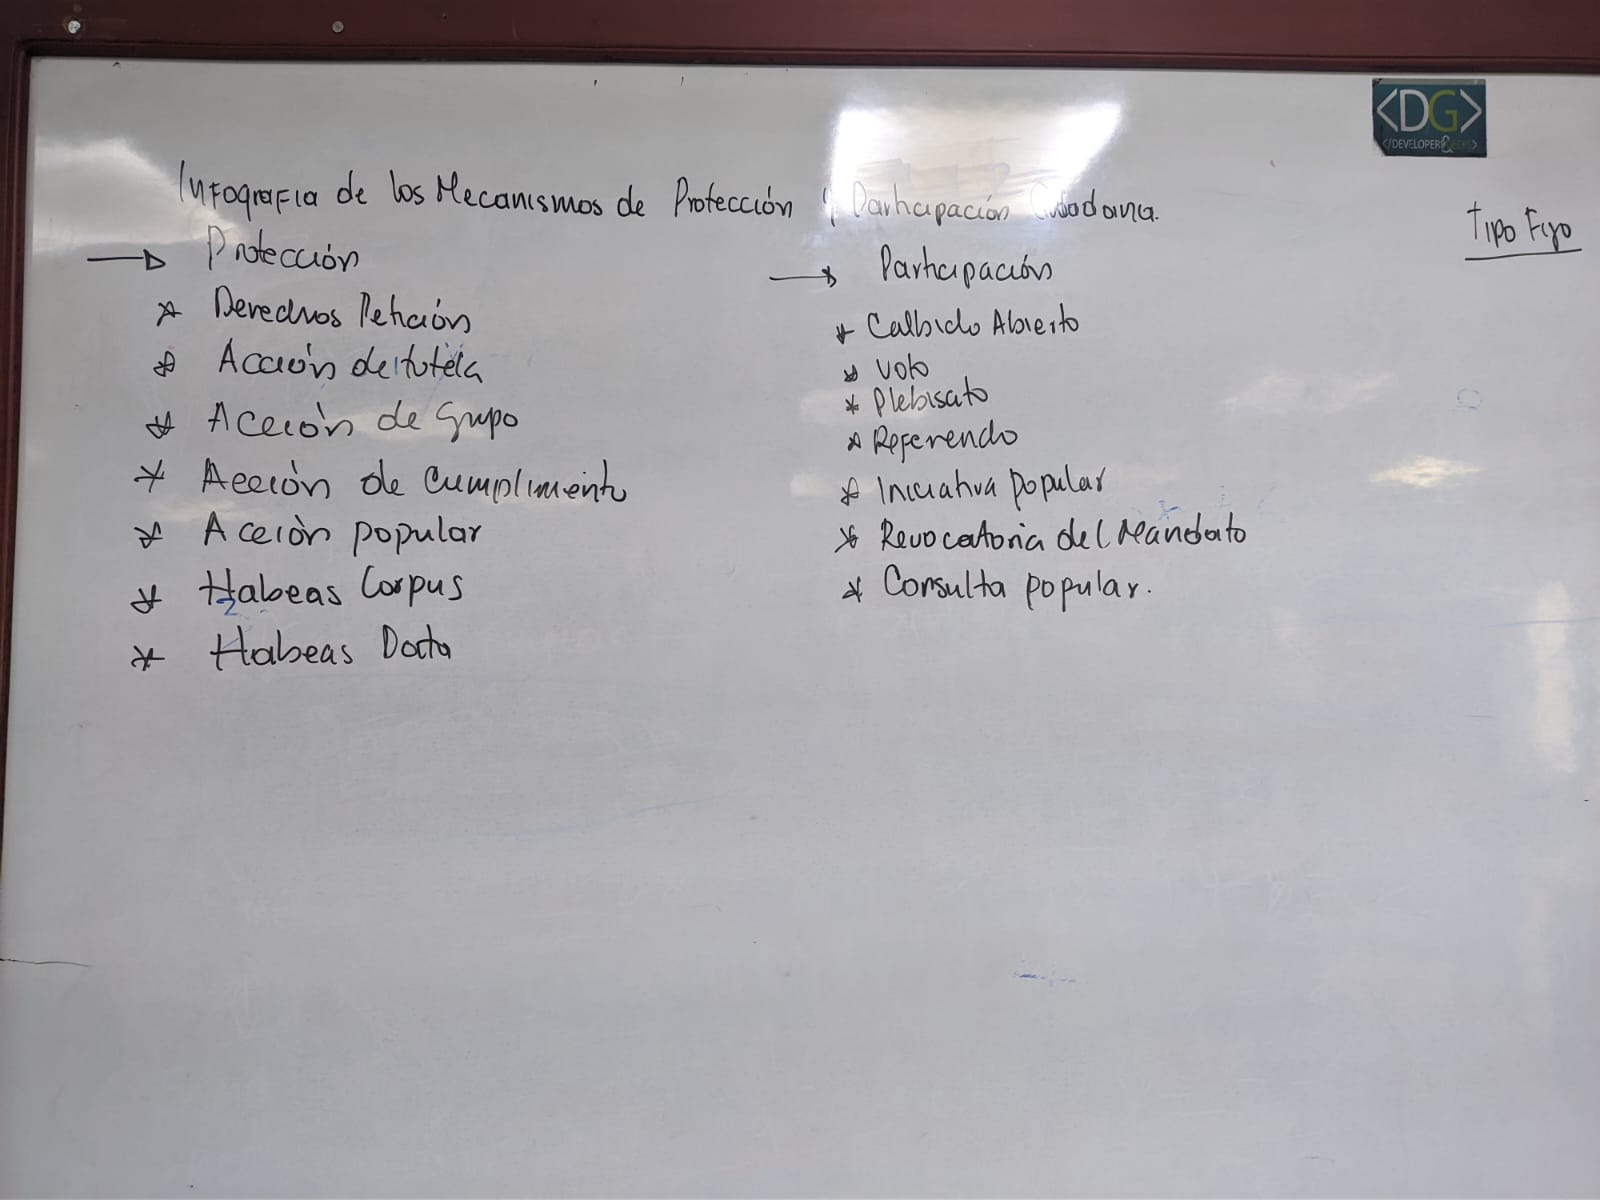 Infografia de los Mecanismos de Protección y Participación Ciudadana.
Tipo Fijo
→ Protección
* Derechos Petición
* Acción de tutela
* Acción de Grupo
* Acción de Cumplimiento
* Acción popular
* Habeas Corpus
* Habeas Data
→ Participación
* Calbido Abierto
* Voto
* Plebisato
* Referendo
* Iniciativa popular
* Revocatoria del Mandato
* Consulta popular.
<DG>
</DEVELOPER&